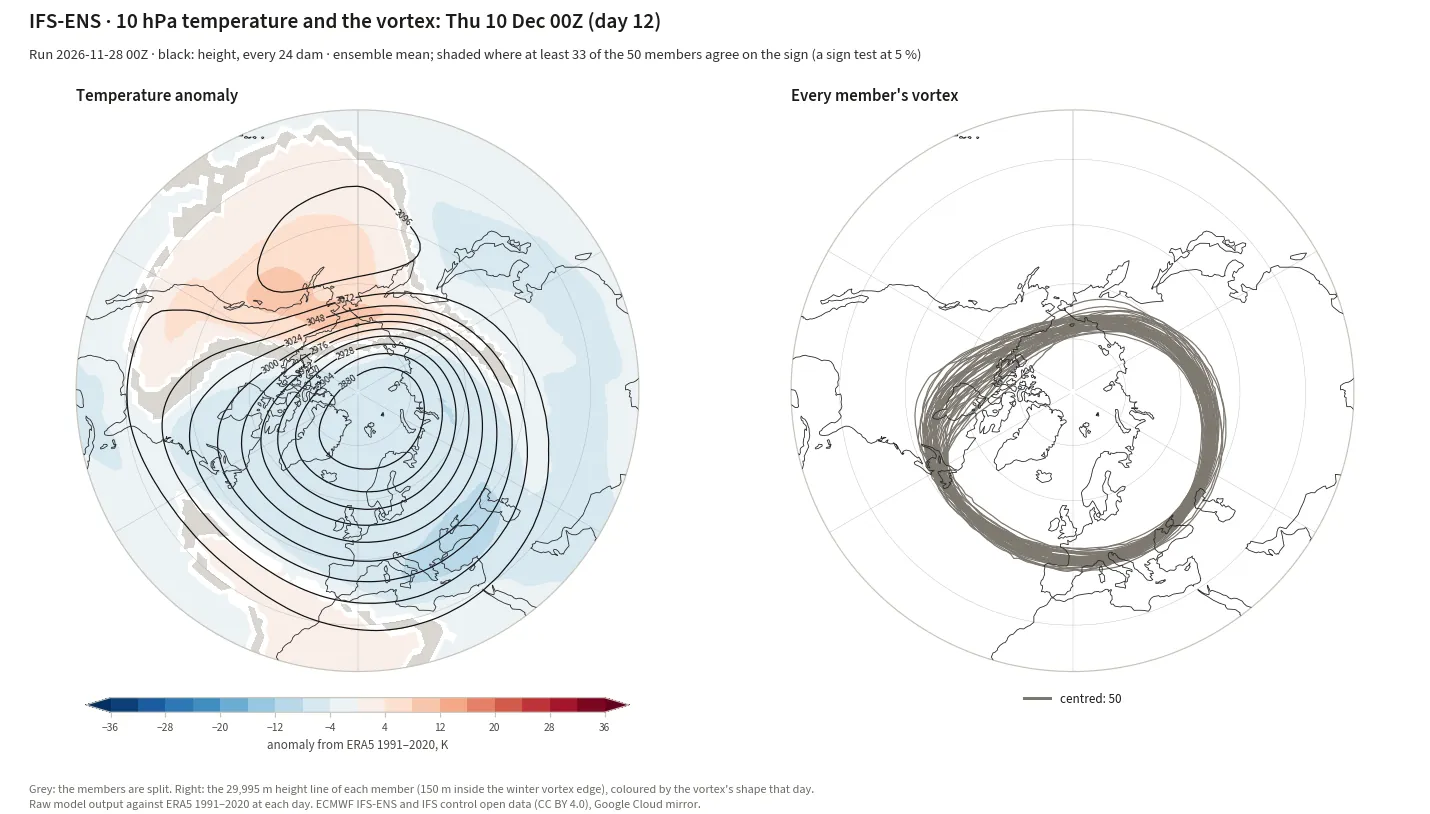 IFS-ENS · 10 hPa temperature and the vortex: Thu 10 Dec 00Z (day 12)
Run 2026-11-28 00Z · black: height, every 24 dam · ensemble mean; shaded where at least 33 of the 50 members agree on the sign (a sign test at 5 %)
Temperature anomaly
Every member's vortex
3096
3072
3048
3024
2976
3000
2928
2904
2880
centred: 50
−36 −28 −20 −12 −4 4 12 20 28 36
anomaly from ERA5 1991–2020, K
Grey: the members are split. Right: the 29,995 m height line of each member (150 m inside the winter vortex edge), coloured by the vortex's shape that day.
Raw model output against ERA5 1991–2020 at each day. ECMWF IFS-ENS and IFS control open data (CC BY 4.0), Google Cloud mirror.